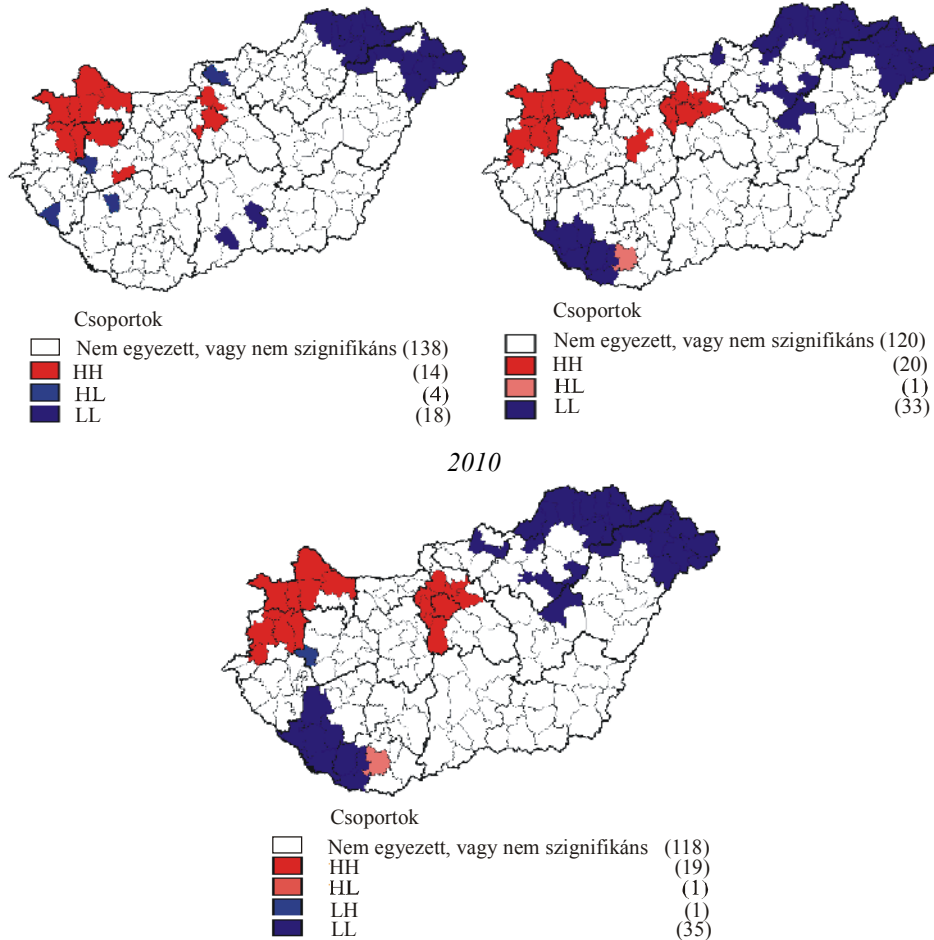 Csoportok
Nem egyezett, vagy nem szignifikáns (138)
HH (14)
HL (4)
LL (18)
Csoportok
Nem egyezett, vagy nem szignifikáns (120)
HH (20)
HL (1)
LL (33)
2010
Csoportok
Nem egyezett, vagy nem szignifikáns (118)
HH (19)
HL (1)
LH (1)
LL (35)